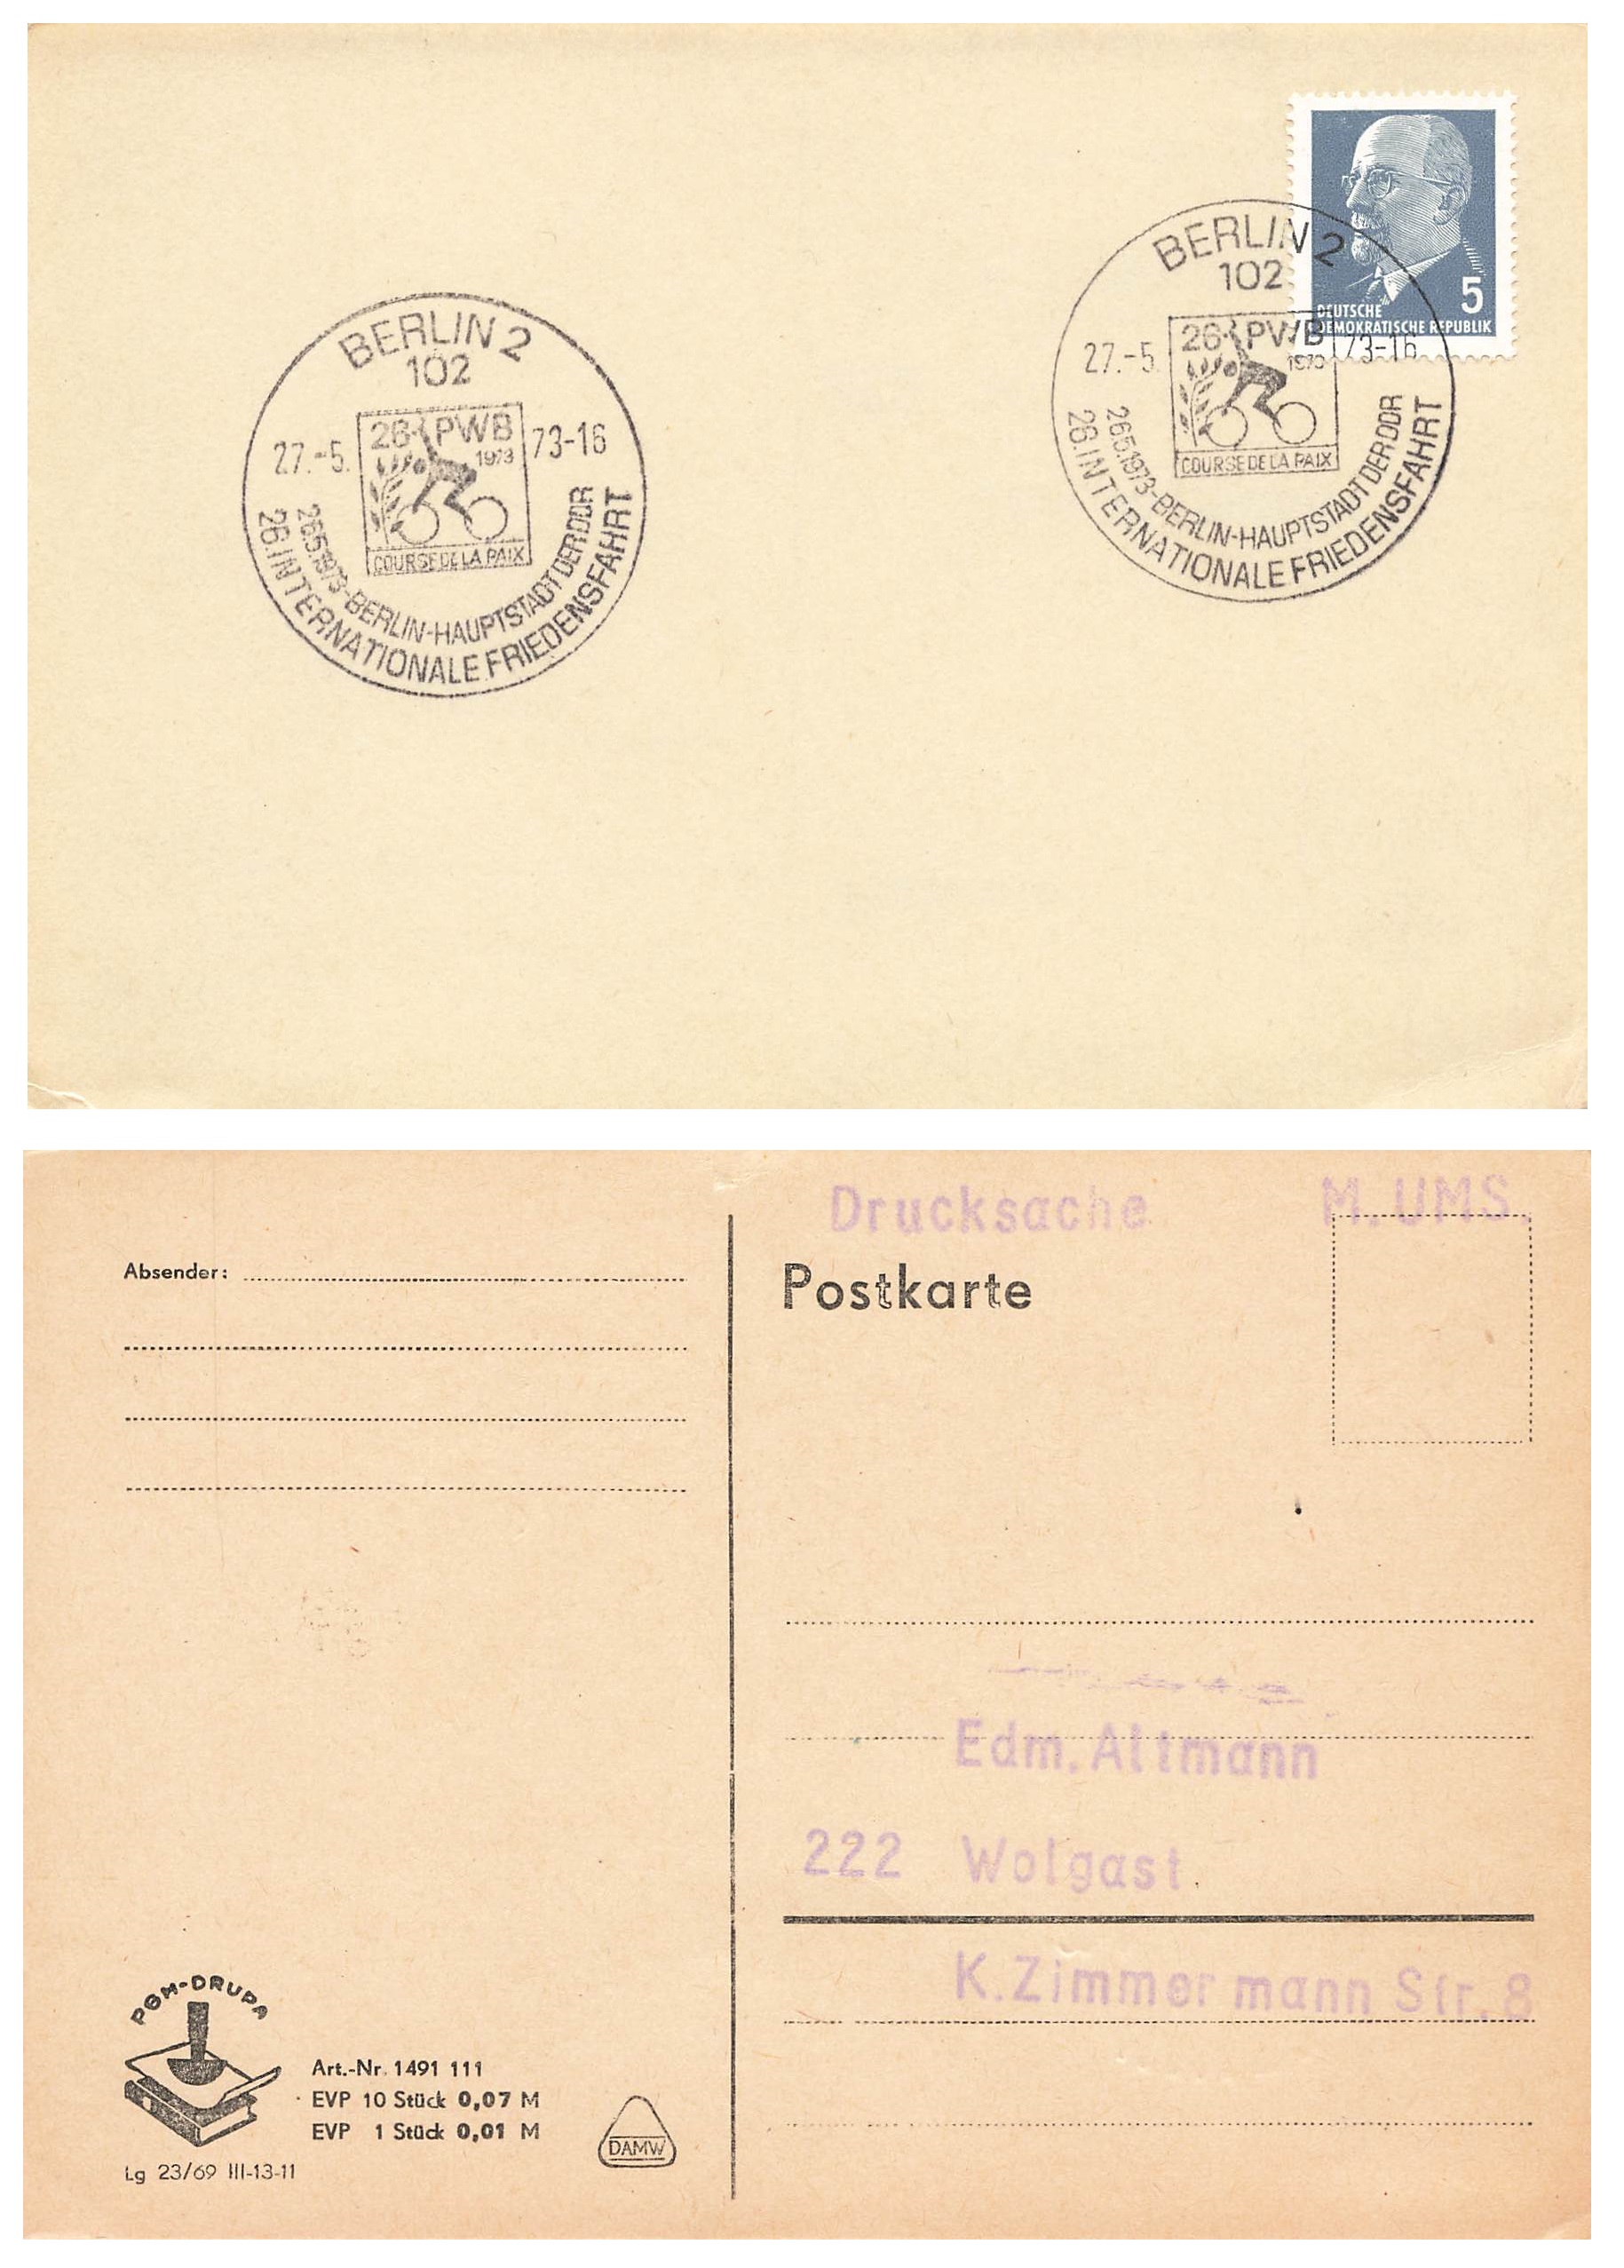 BERLIN 2
102
27.-5. 73-16
26. PWB
1973
COURSE DE LA PAIX
26.5.1973-BERLIN-HAUPTSTADT DER DDR
26. INTERNATIONALE FRIEDENSFAHRT
5
DEUTSCHE
DEMOKRATISCHE REPUBLIK
BERLIN 2
102
27.-5. 73-16
26. PWB
1973
COURSE DE LA PAIX
26.5.1973-BERLIN-HAUPTSTADT DER DDR
26. INTERNATIONALE FRIEDENSFAHRT
Drucksache M. UMS.
Absender:
Postkarte
Edm. Altmann
222 Wolgast
K. Zimmermann Str. 8
PGH-DRUPA
Art.-Nr. 1491 111
EVP 10 Stück 0,07 M
EVP 1 Stück 0,01 M
Lg 23/69 III-13-11
DAMW